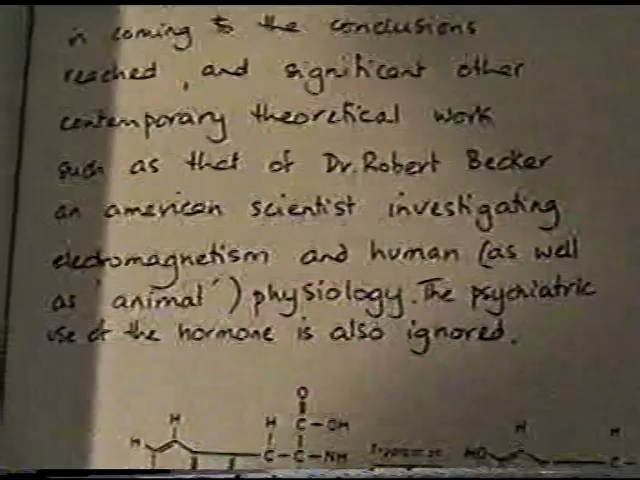 in coming to the conclusions
reached, and significant other
contemporary theoretical work
such as that of Dr. Robert Becker
an american scientist investigating
electromagnetism and human (as well
as 'animal') physiology. The psychiatric
use of the hormone is also ignored.
O
H H C-OH H
H C-C-NH HO H C-